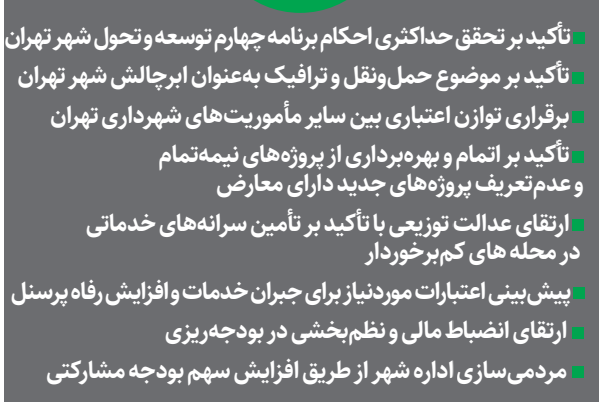 تأکید بر تحقق حداکثری احکام برنامه چهارم توسعه و تحول شهر تهران
تأکید بر موضوع حمل‌ونقل و ترافیک به‌عنوان ابرچالش شهر تهران
برقراری توازن اعتباری بین سایر مأموریت‌های شهرداری تهران
تأکید بر اتمام و بهره‌برداری از پروژه‌های نیمه‌تمام
و عدم‌تعریف پروژه‌های جدید دارای معارض
ارتقای عدالت توزیعی با تأکید بر تأمین سرانه‌های خدماتی
در محله های کم‌برخوردار
پیش‌بینی اعتبارات موردنیاز برای جبران خدمات و افزایش رفاه پرسنل
ارتقای انضباط مالی و نظم‌بخشی در بودجه‌ریزی
مردمی‌سازی اداره شهر از طریق افزایش سهم بودجه مشارکتی